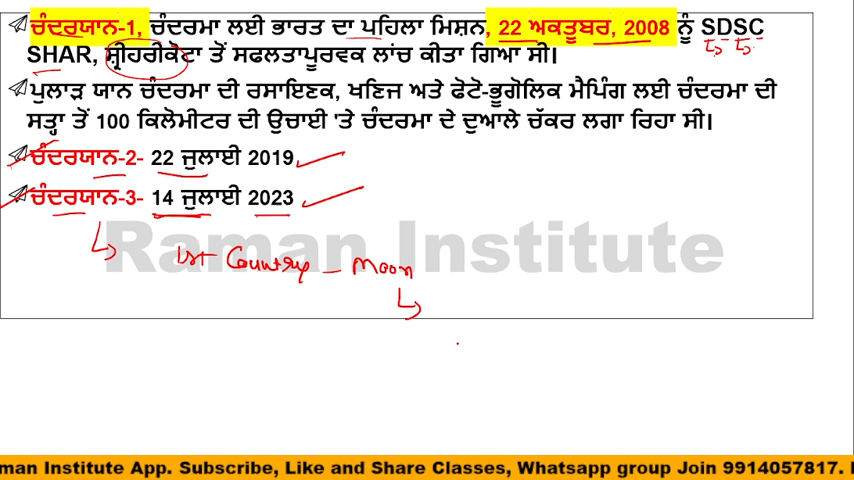 ਚੰਦਰਯਾਨ-1, ਚੰਦਰਮਾ ਲਈ ਭਾਰਤ ਦਾ ਪਹਿਲਾ ਮਿਸ਼ਨ, 22 ਅਕਤੂਬਰ, 2008 ਨੂੰ SDSC
SHAR, ਸ਼੍ਰੀਹਰੀਕੋਟਾ ਤੋਂ ਸਫਲਤਾਪੂਰਵਕ ਲਾਂਚ ਕੀਤਾ ਗਿਆ ਸੀ।
ਪੁਲਾੜ ਯਾਨ ਚੰਦਰਮਾ ਦੀ ਰਸਾਇਣਕ, ਖਣਿਜ ਅਤੇ ਫੋਟੋ-ਭੂਗੋਲਿਕ ਮੈਪਿੰਗ ਲਈ ਚੰਦਰਮਾ ਦੀ
ਸਤ੍ਹਾ ਤੋਂ 100 ਕਿਲੋਮੀਟਰ ਦੀ ਉਚਾਈ 'ਤੇ ਚੰਦਰਮਾ ਦੇ ਦੁਆਲੇ ਚੱਕਰ ਲਗਾ ਰਿਹਾ ਸੀ।
ਚੰਦਰਯਾਨ-2- 22 ਜੁਲਾਈ 2019
ਚੰਦਰਯਾਨ-3- 14 ਜੁਲਾਈ 2023
Raman Institute
1st Country - Moon
man Institute App. Subscribe, Like and Share Classes, Whatsapp group Join 9914057817.